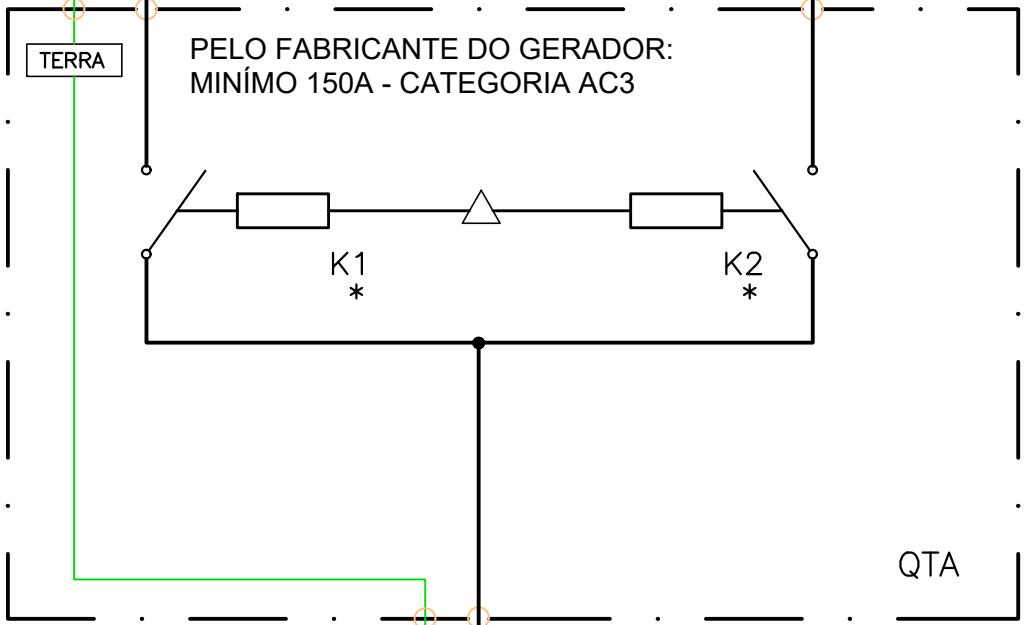 TERRA
PELO FABRICANTE DO GERADOR:
MINÍMO 150A - CATEGORIA AC3
K1
*
K2
*
QTA